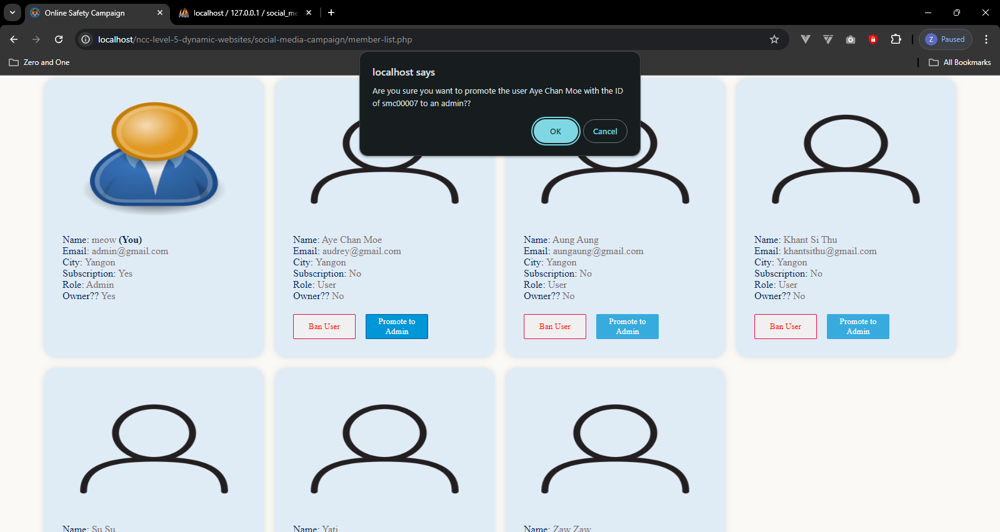 Online Safety Campaign
localhost / 127.0.0.1 / social_me
localhost/ncc-level-5-dynamic-websites/social-media-campaign/member-list.php
Z Paused
Zero and One
All Bookmarks
localhost says
Are you sure you want to promote the user Aye Chan Moe with the ID
of smc00007 to an admin??
OK
Cancel
Name: meow (You)
Email: admin@gmail.com
City: Yangon
Subscription: Yes
Role: Admin
Owner?? Yes
Name: Aye Chan Moe
Email: audrey@gmail.com
City: Yangon
Subscription: No
Role: User
Owner?? No
Ban User
Promote to
Admin
Name: Aung Aung
Email: aungaung@gmail.com
City: Yangon
Subscription: No
Role: User
Owner?? No
Ban User
Promote to
Admin
Name: Khant Si Thu
Email: khantsithu@gmail.com
City: Yangon
Subscription: No
Role: User
Owner?? No
Ban User
Promote to
Admin
Name: Su Su
Name: Yati
Name: Zaw Zaw